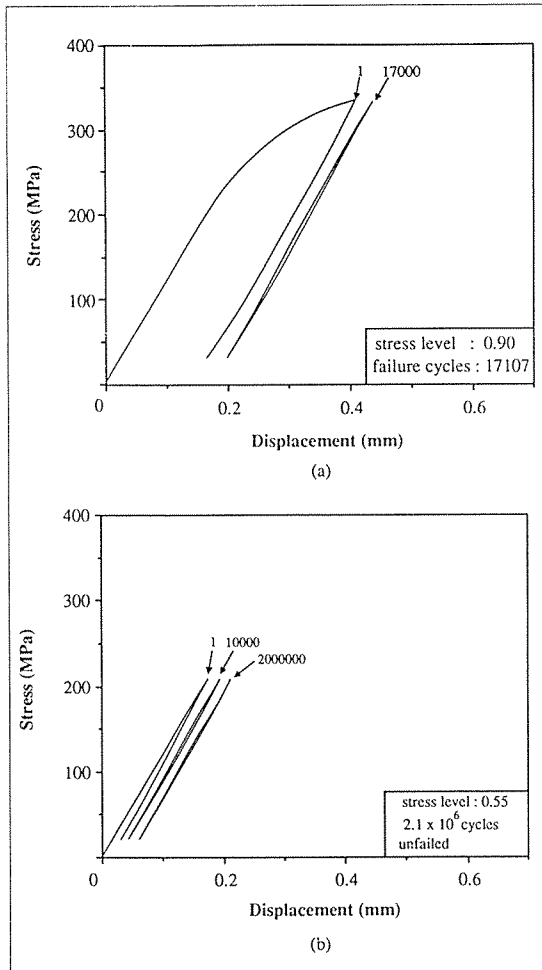 400
300
200
100
0
0.2
0.4
0.6
Stress (MPa)
1
17000
stress level : 0.90
failure cycles : 17107
Displacement (mm)
(a)
400
300
200
100
0
0.2
0.4
0.6
Stress (MPa)
1
10000
2000000
stress level : 0.55
2.1 x 10^6 cycles
unfailed
Displacement (mm)
(b)